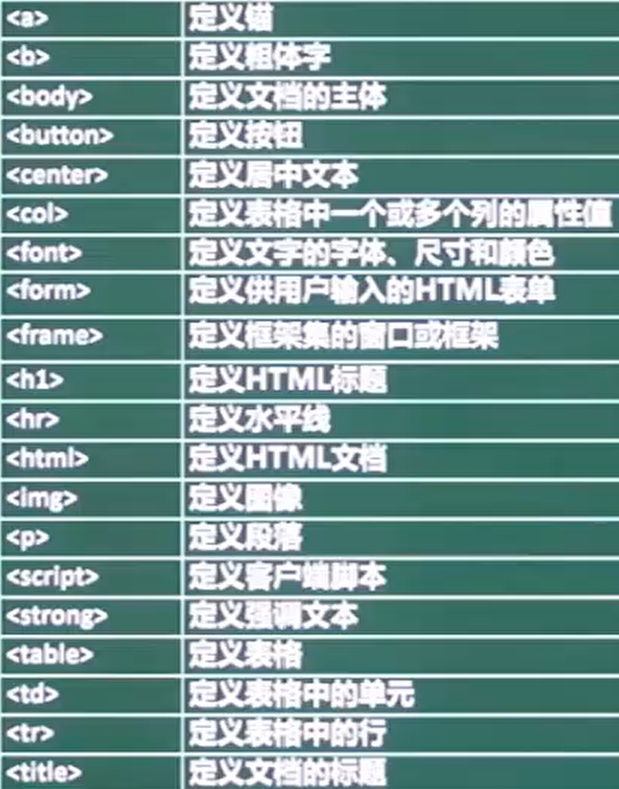 <a> 定义锚
<b> 定义粗体字
<body> 定义文档的主体
<button> 定义按钮
<center> 定义居中文本
<col> 定义表格中一个或多个列的属性值
<font> 定义文字的字体、尺寸和颜色
<form> 定义供用户输入的HTML表单
<frame> 定义框架集的窗口或框架
<h1> 定义HTML标题
<hr> 定义水平线
<html> 定义HTML文档
<img> 定义图像
<p> 定义段落
<script> 定义客户端脚本
<strong> 定义强调文本
<table> 定义表格
<td> 定义表格中的单元
<tr> 定义表格中的行
<title> 定义文档的标题